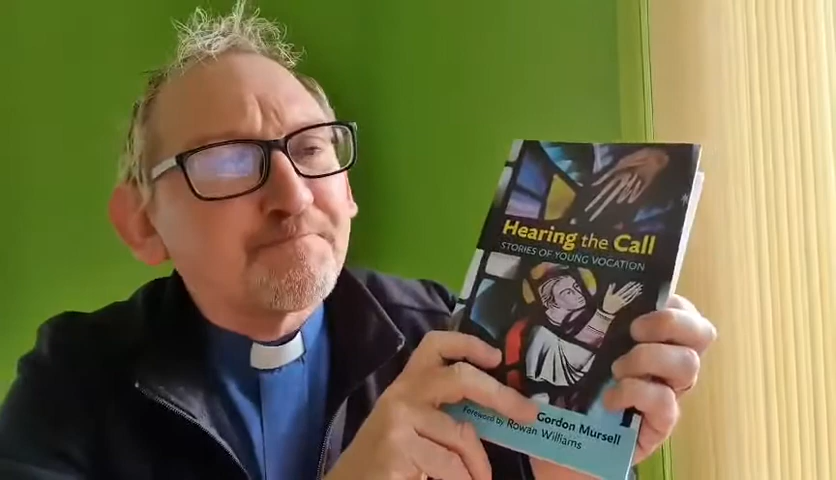 Hearing the Call
STORIES OF YOUNG VOCATION
Gordon Mursell
Foreword by Rowan Williams